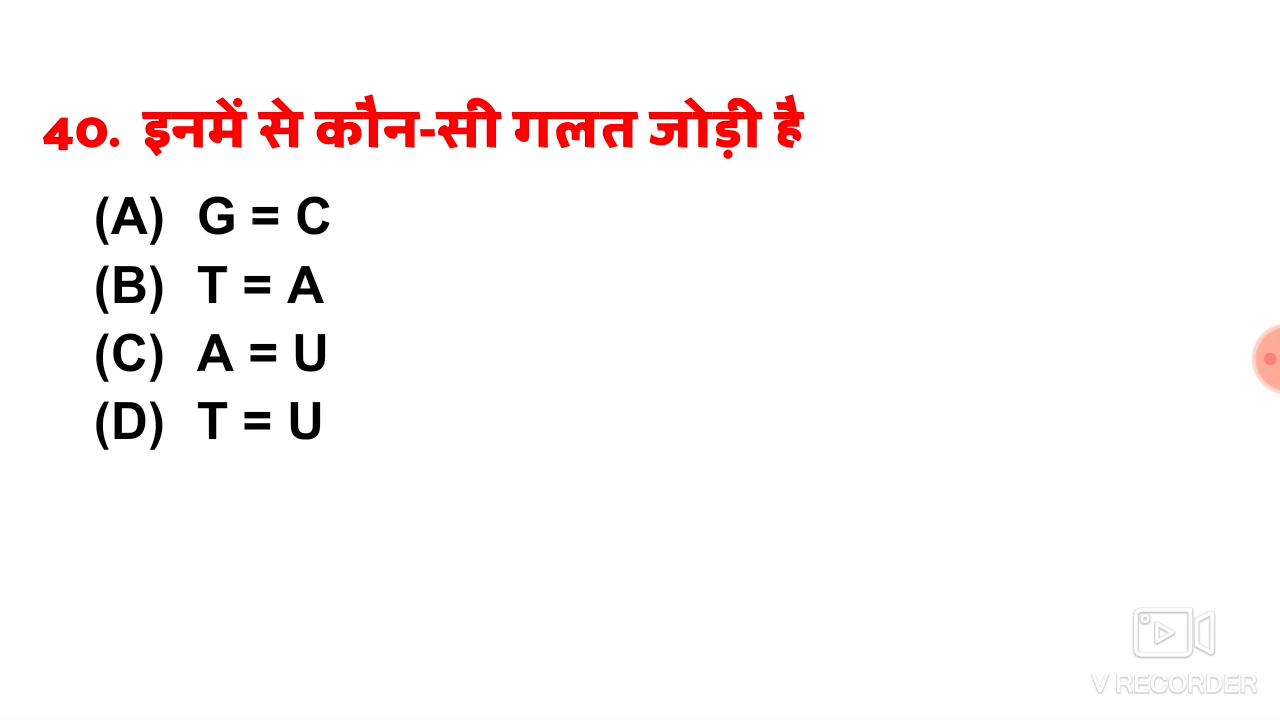 40. इनमें से कौन-सी गलत जोड़ी है
(A) G = C
(B) T = A
(C) A = U
(D) T = U
V RECORDER